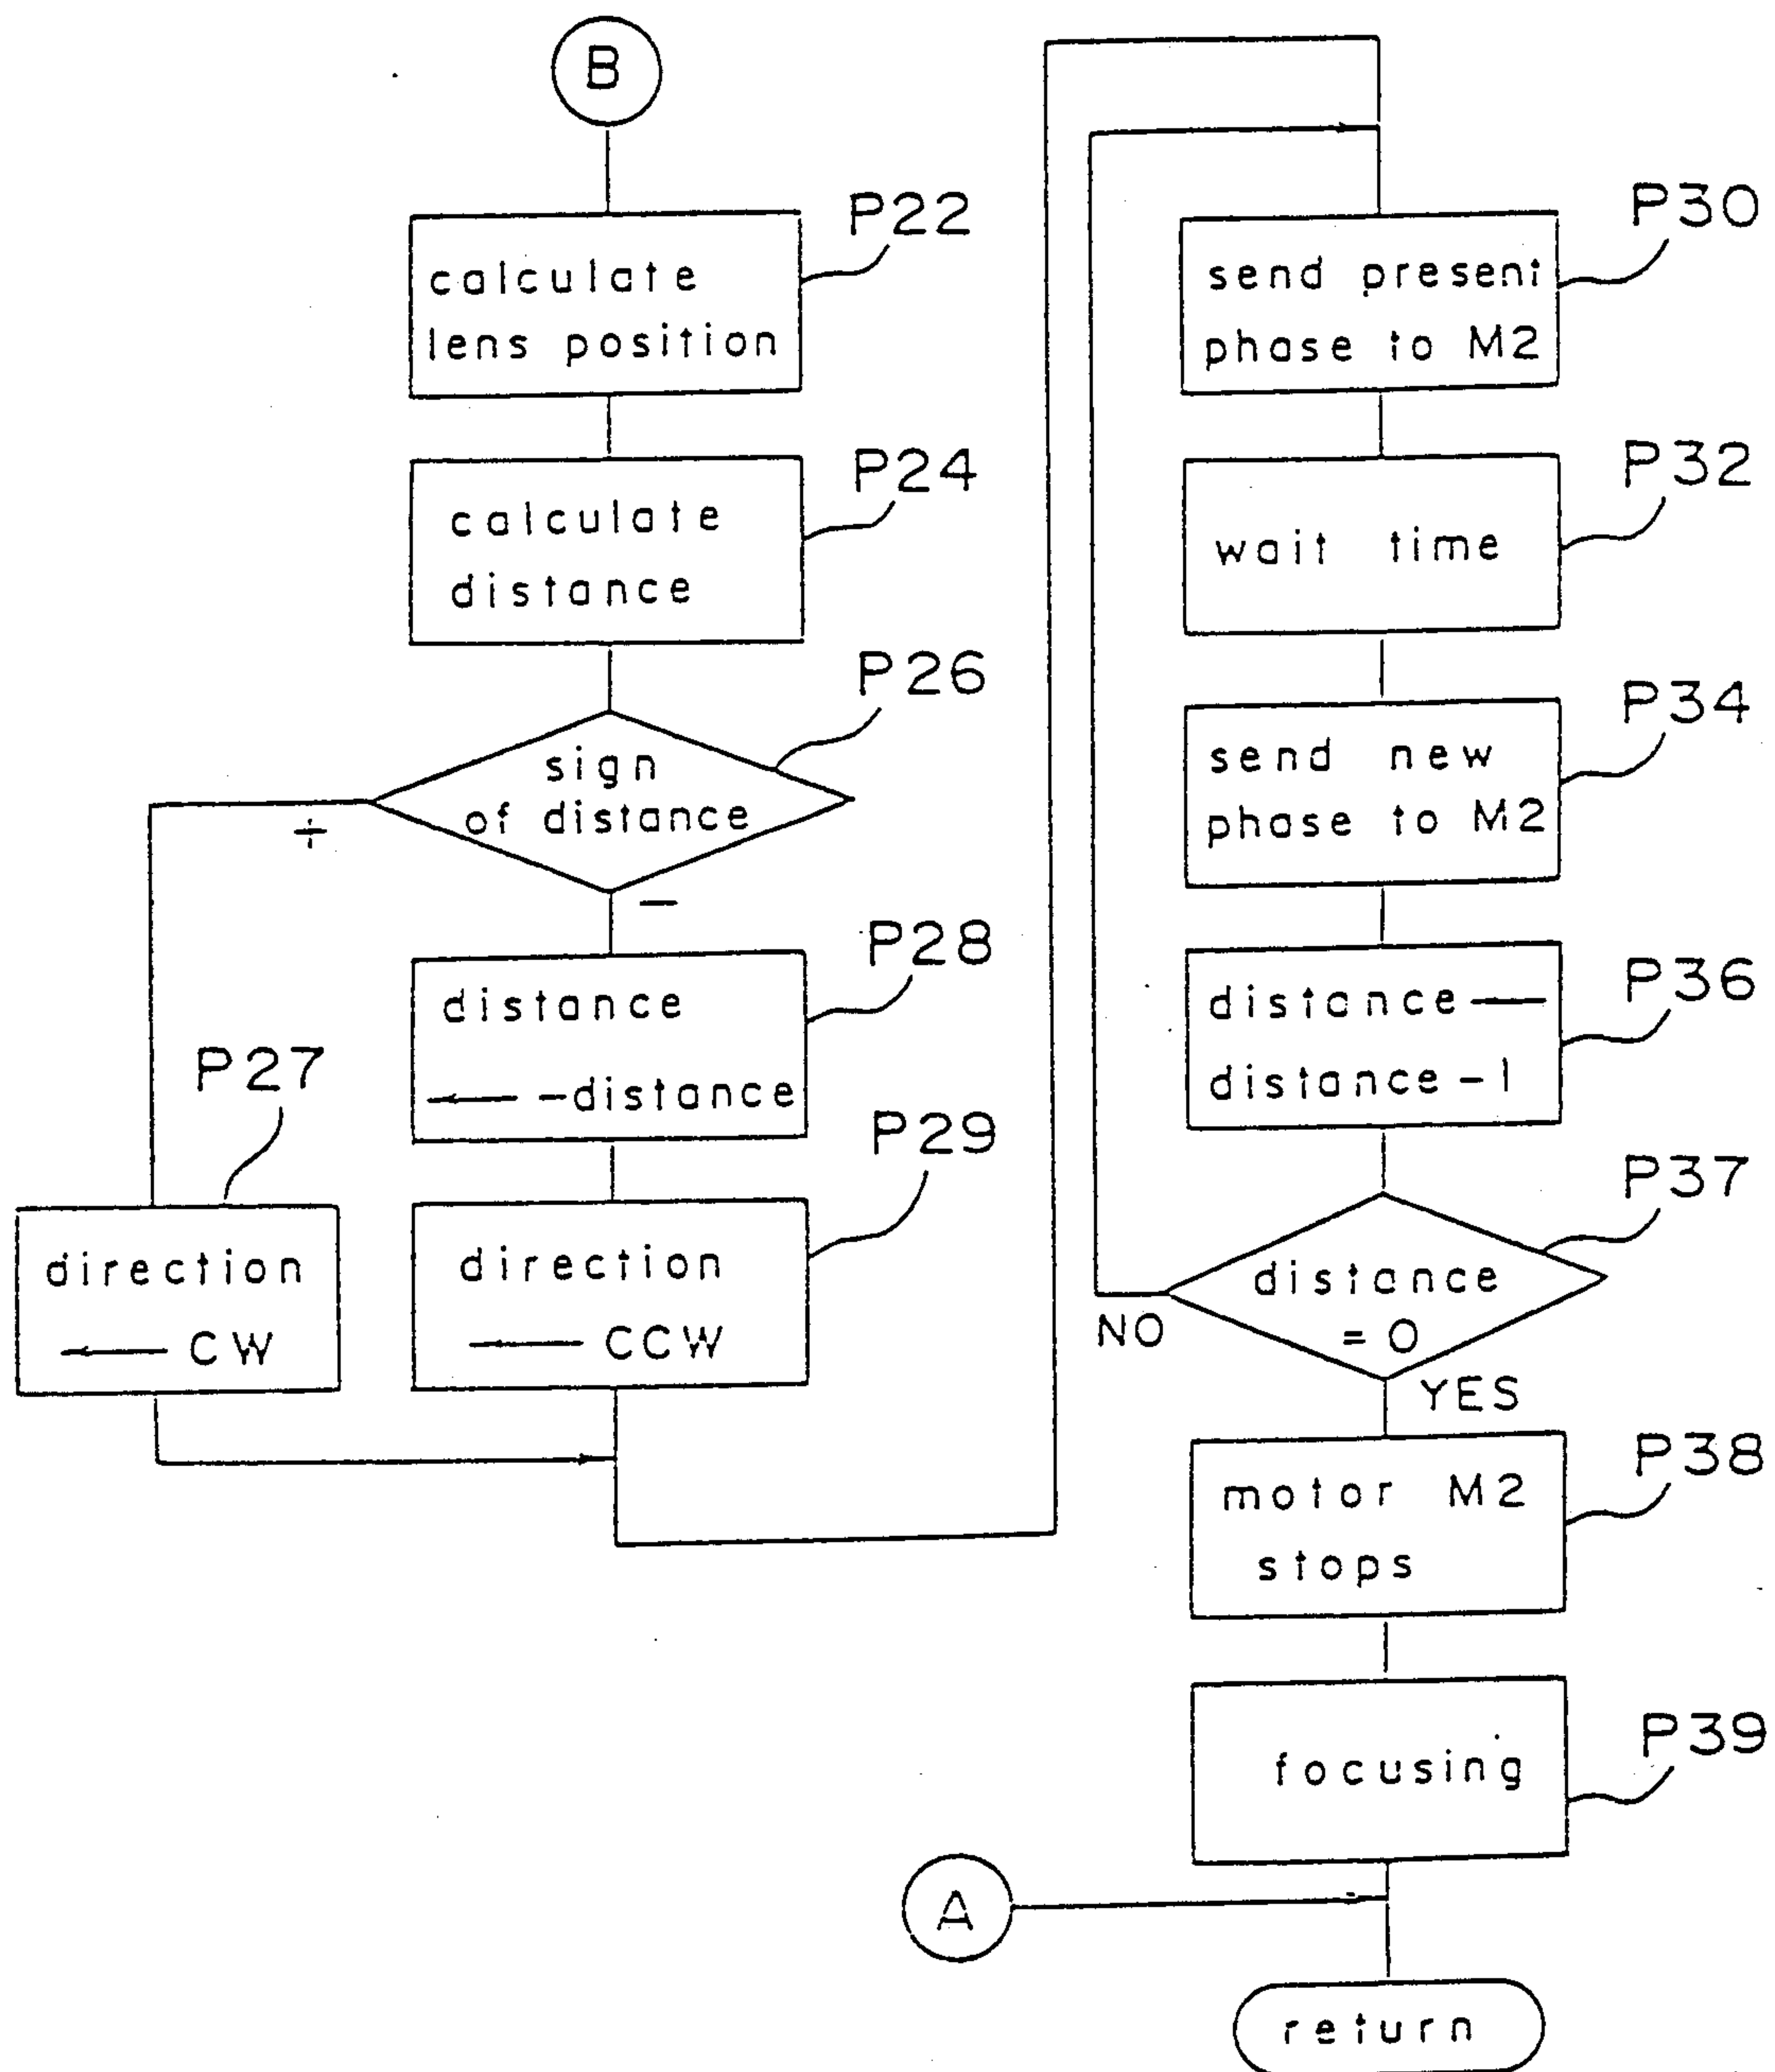 B
P22
calculate
lens position
P24
calculate
distance
P26
sign
of distance
÷
—
P28
distance
← -distance
P27
direction
← CW
P29
direction
← CCW
P30
send present
phase to M2
P32
wait time
P34
send new
phase to M2
P36
distance —
distance - 1
P37
distance
= 0
NO
YES
P38
motor M2
stops
P39
focusing
A
return